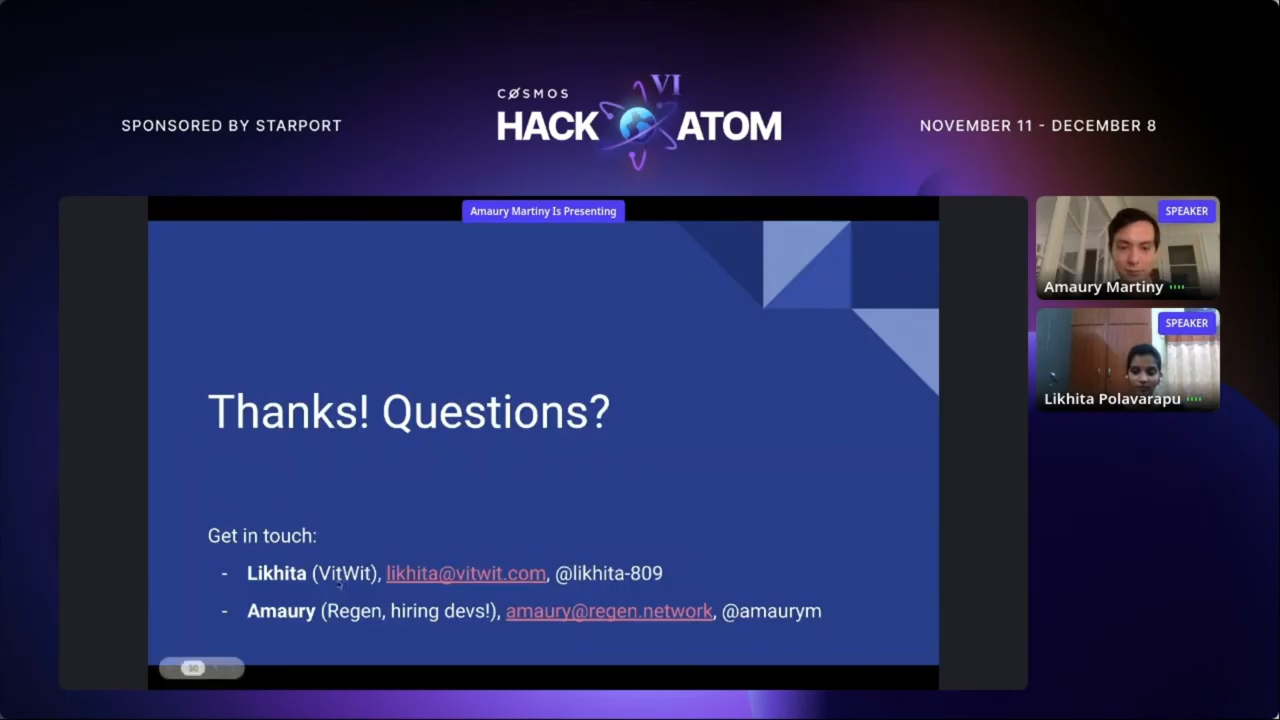 SPONSORED BY STARPORT
CØSMOS
VI
HACK ATOM
NOVEMBER 11 - DECEMBER 8
Amaury Martiny Is Presenting
SPEAKER
Amaury Martiny
SPEAKER
Likhita Polavarapu
Thanks! Questions?
Get in touch:
- Likhita (VitWit), likhita@vitwit.com, @likhita-809
- Amaury (Regen, hiring devs!), amaury@regen.network, @amaurym